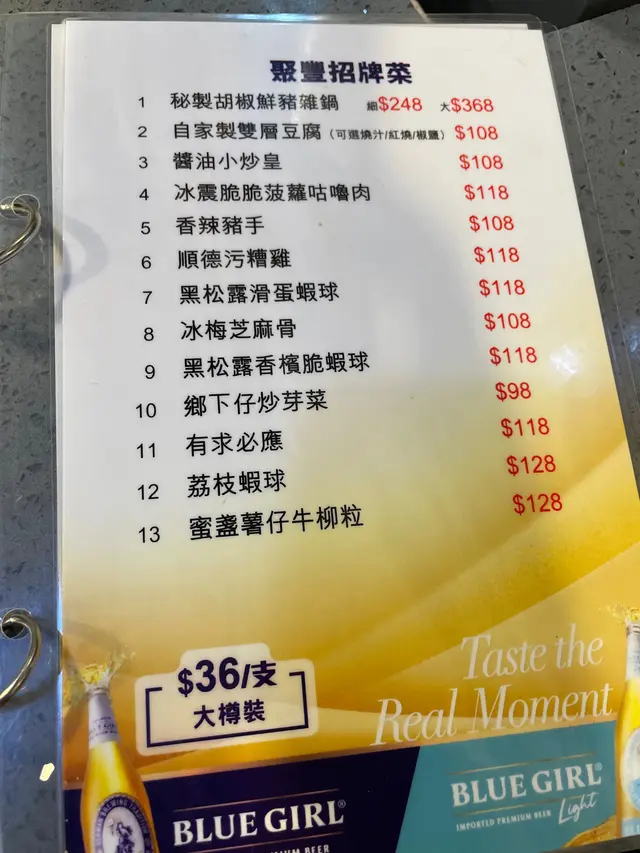 聚豐招牌菜
1 秘製胡椒鮮豬雜鍋 細$248 大$368
2 自家製雙層豆腐（可選燒汁/紅燒/椒鹽） $108
3 醬油小炒皇 $108
4 冰震脆脆菠蘿咕嚕肉 $118
5 香辣豬手 $108
6 順德污糟雞 $118
7 黑松露滑蛋蝦球 $118
8 冰梅芝麻骨 $108
9 黑松露香檳脆蝦球 $118
10 鄉下仔炒芽菜 $98
11 有求必應 $118
12 荔枝蝦球 $128
13 蜜盞薯仔牛柳粒 $128
$36/支
大樽裝
Taste the
Real Moment
BLUE GIRL®
BEER
BLUE GIRL®
IMPORTED PREMIUM BEER Light